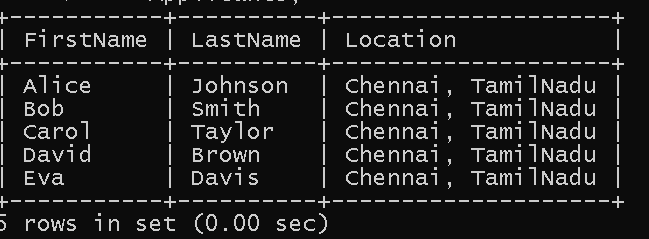 Applicants;
+-----------+----------+---------------------+
| FirstName | LastName | Location            |
+-----------+----------+---------------------+
| Alice     | Johnson  | Chennai, TamilNadu |
| Bob       | Smith    | Chennai, TamilNadu |
| Carol     | Taylor   | Chennai, TamilNadu |
| David     | Brown    | Chennai, TamilNadu |
| Eva       | Davis    | Chennai, TamilNadu |
+-----------+----------+---------------------+
5 rows in set (0.00 sec)